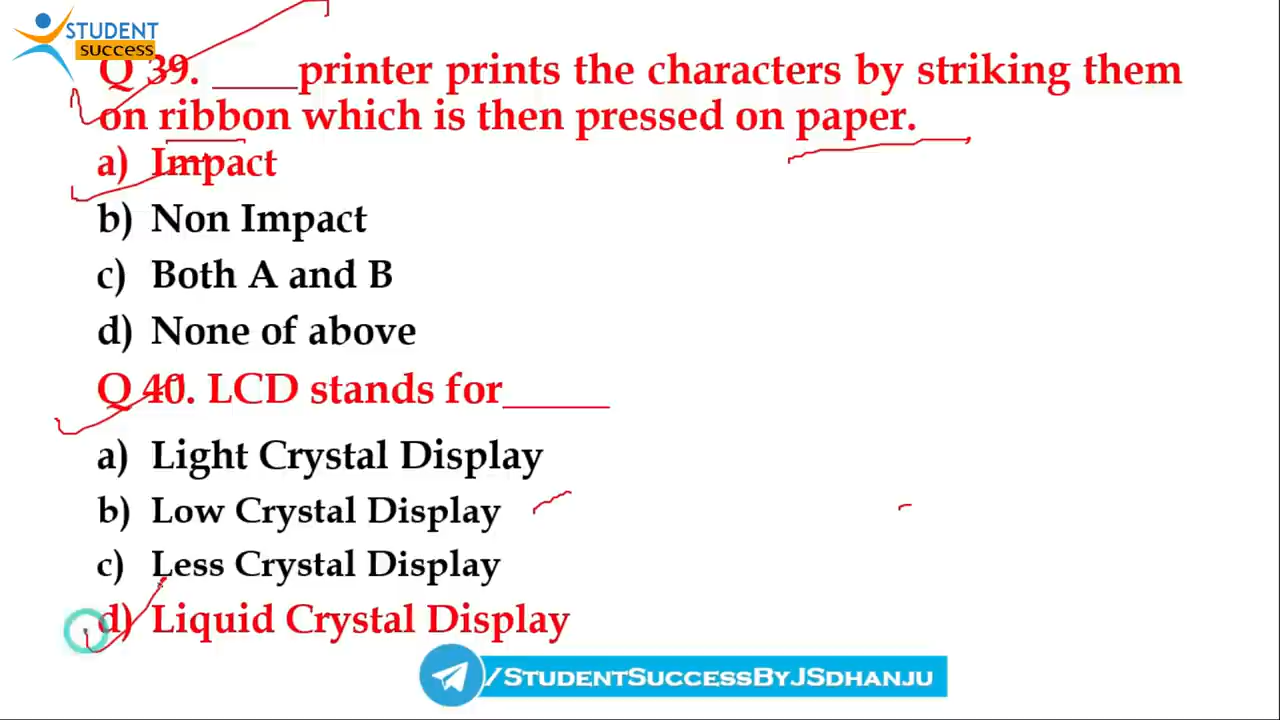 STUDENT
success
Q 39. ____printer prints the characters by striking them
on ribbon which is then pressed on paper.
a) Impact
b) Non Impact
c) Both A and B
d) None of above
Q 40. LCD stands for_____
a) Light Crystal Display
b) Low Crystal Display
c) Less Crystal Display
d) Liquid Crystal Display
/StudentSuccessByJSdhanju